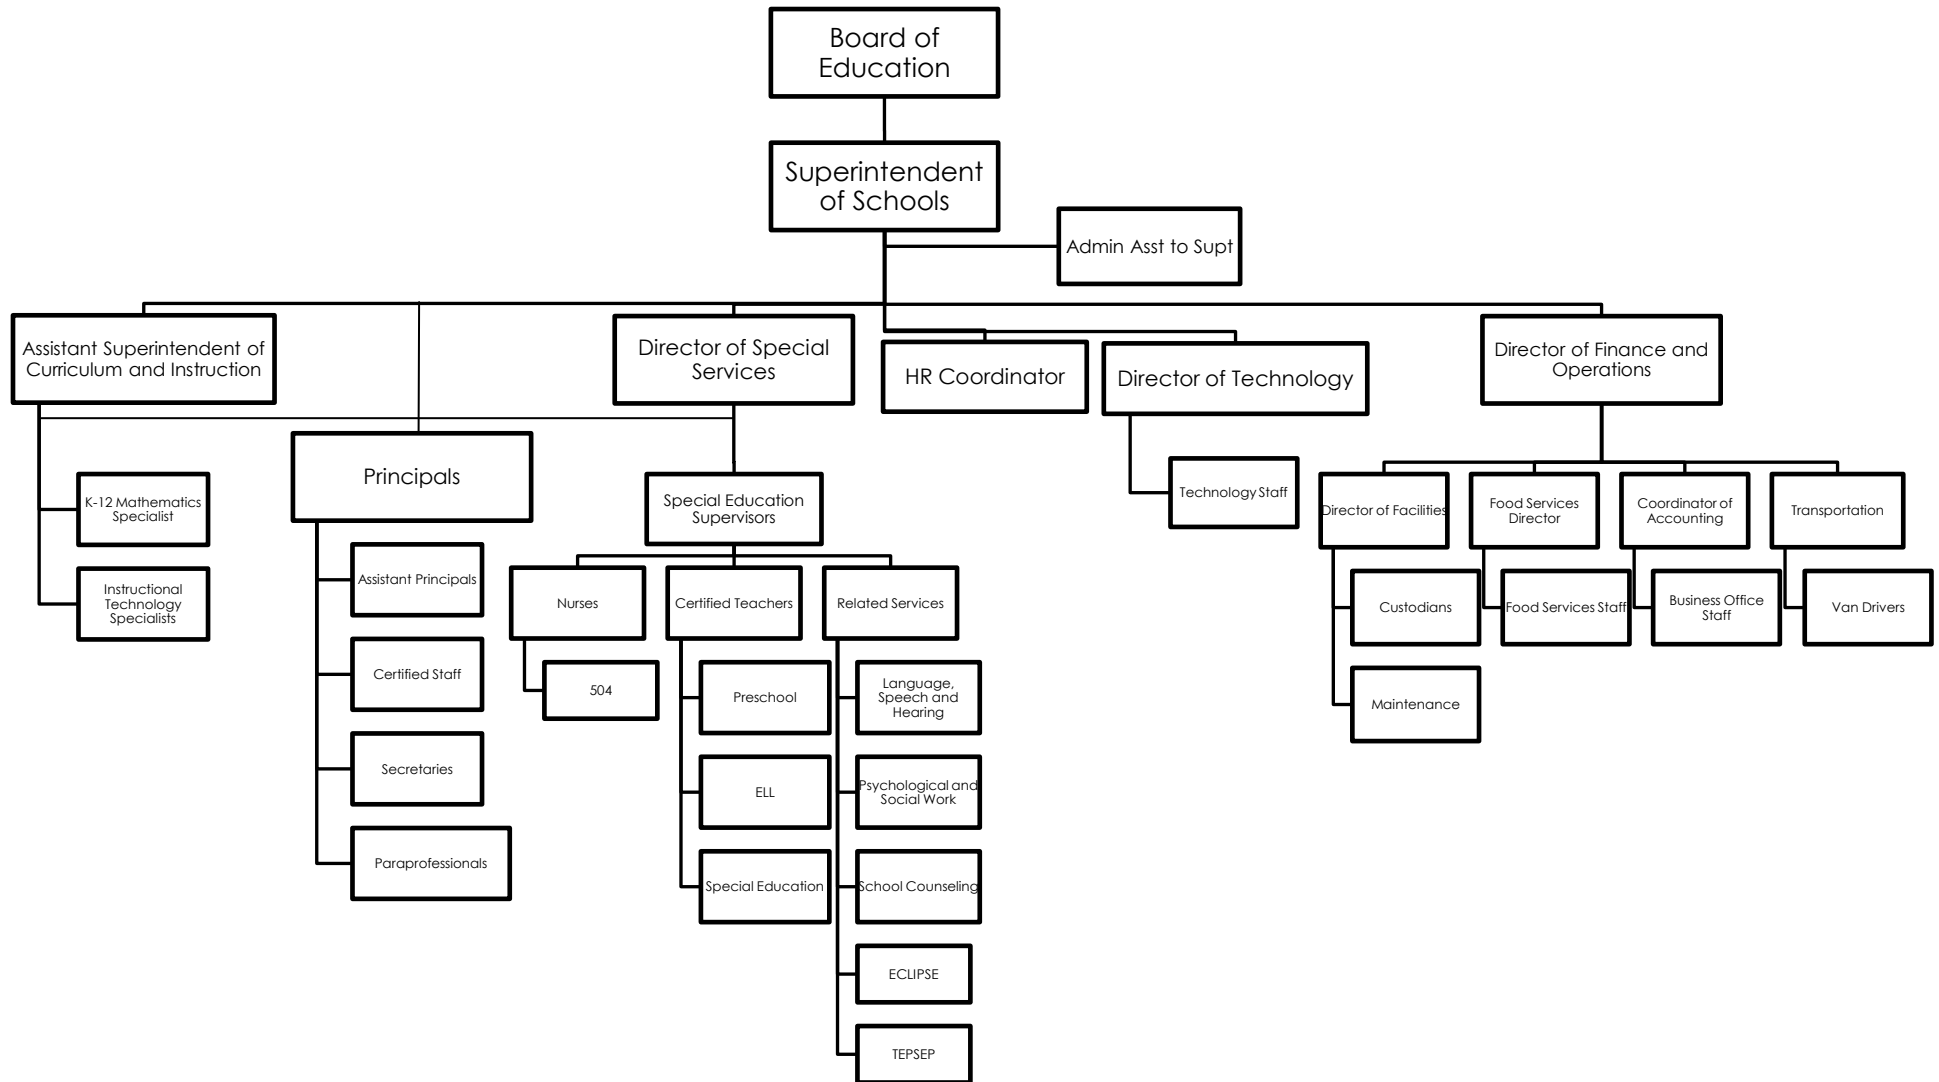 Board of
Education
Superintendent
of Schools
Admin Asst to Supt
Assistant Superintendent of
Curriculum and Instruction
Director of Special
Services
HR Coordinator
Director of Technology
Director of Finance and
Operations
K-12 Mathematics
Specialist
Instructional
Technology
Specialists
Principals
Assistant Principals
Certified Staff
Secretaries
Paraprofessionals
Special Education
Supervisors
Nurses
504
Certified Teachers
Preschool
ELL
Special Education
Related Services
Language,
Speech and
Hearing
Psychological and
Social Work
School Counseling
ECLIPSE
TEPSEP
Technology Staff
Director of Facilities
Custodians
Maintenance
Food Services
Director
Food Services Staff
Coordinator of
Accounting
Business Office
Staff
Transportation
Van Drivers